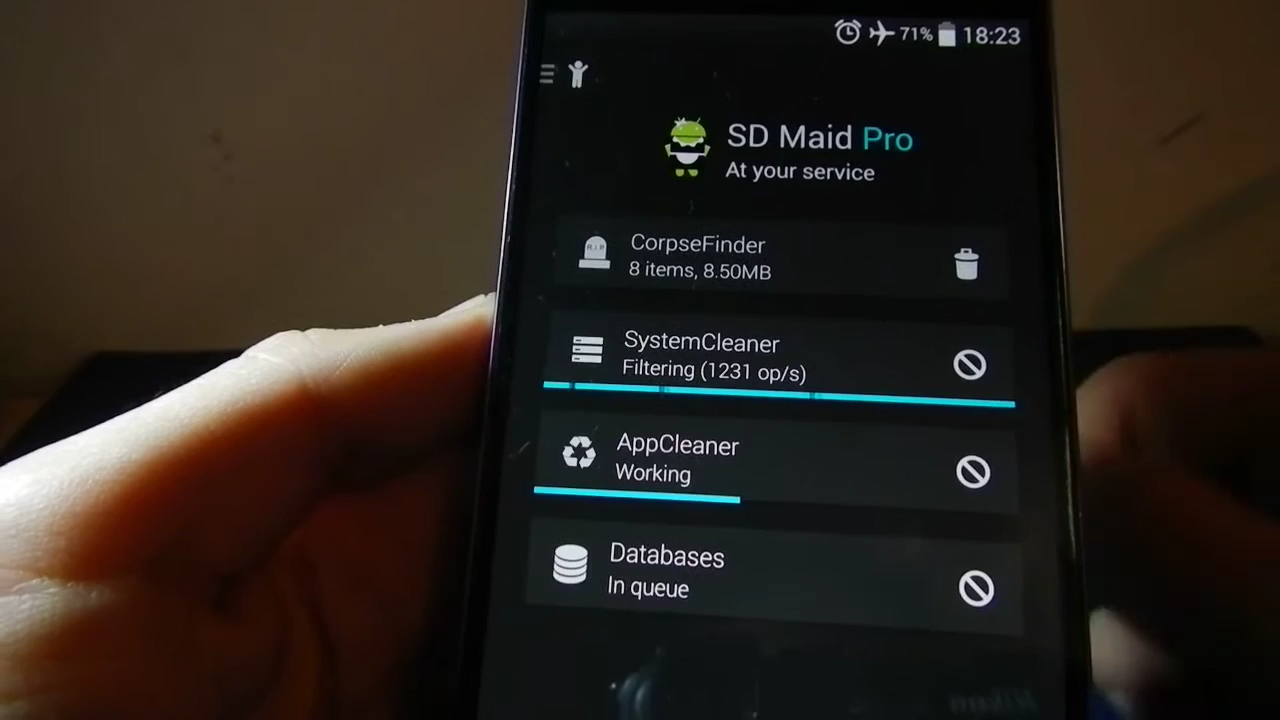 71% 18:23
SD Maid Pro
At your service
R.I.P
CorpseFinder
8 items, 8.50MB
SystemCleaner
Filtering (1231 op/s)
AppCleaner
Working
Databases
In queue